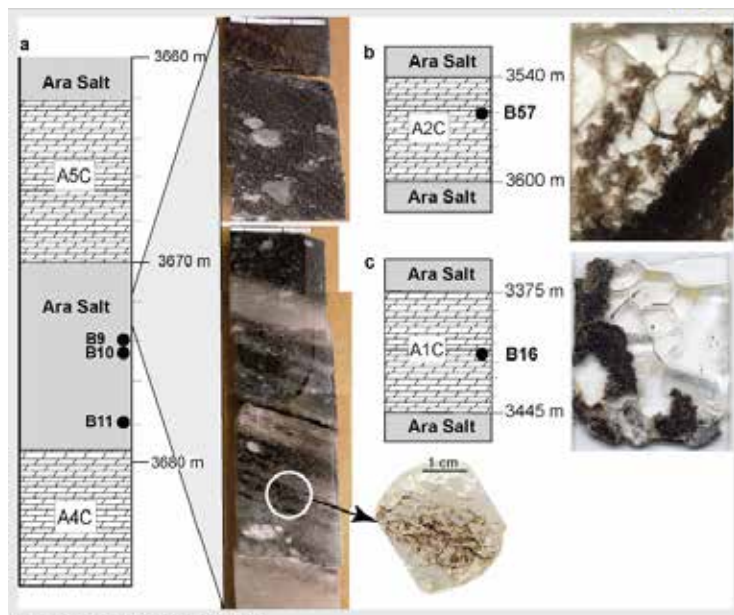 a
3660 m
Ara Salt
A5C
3670 m
Ara Salt
B9
B10
B11
3680 m
A4C
b
Ara Salt
3540 m
A2C
B57
3600 m
Ara Salt
c
Ara Salt
3375 m
A1C
B16
3445 m
Ara Salt
1 cm